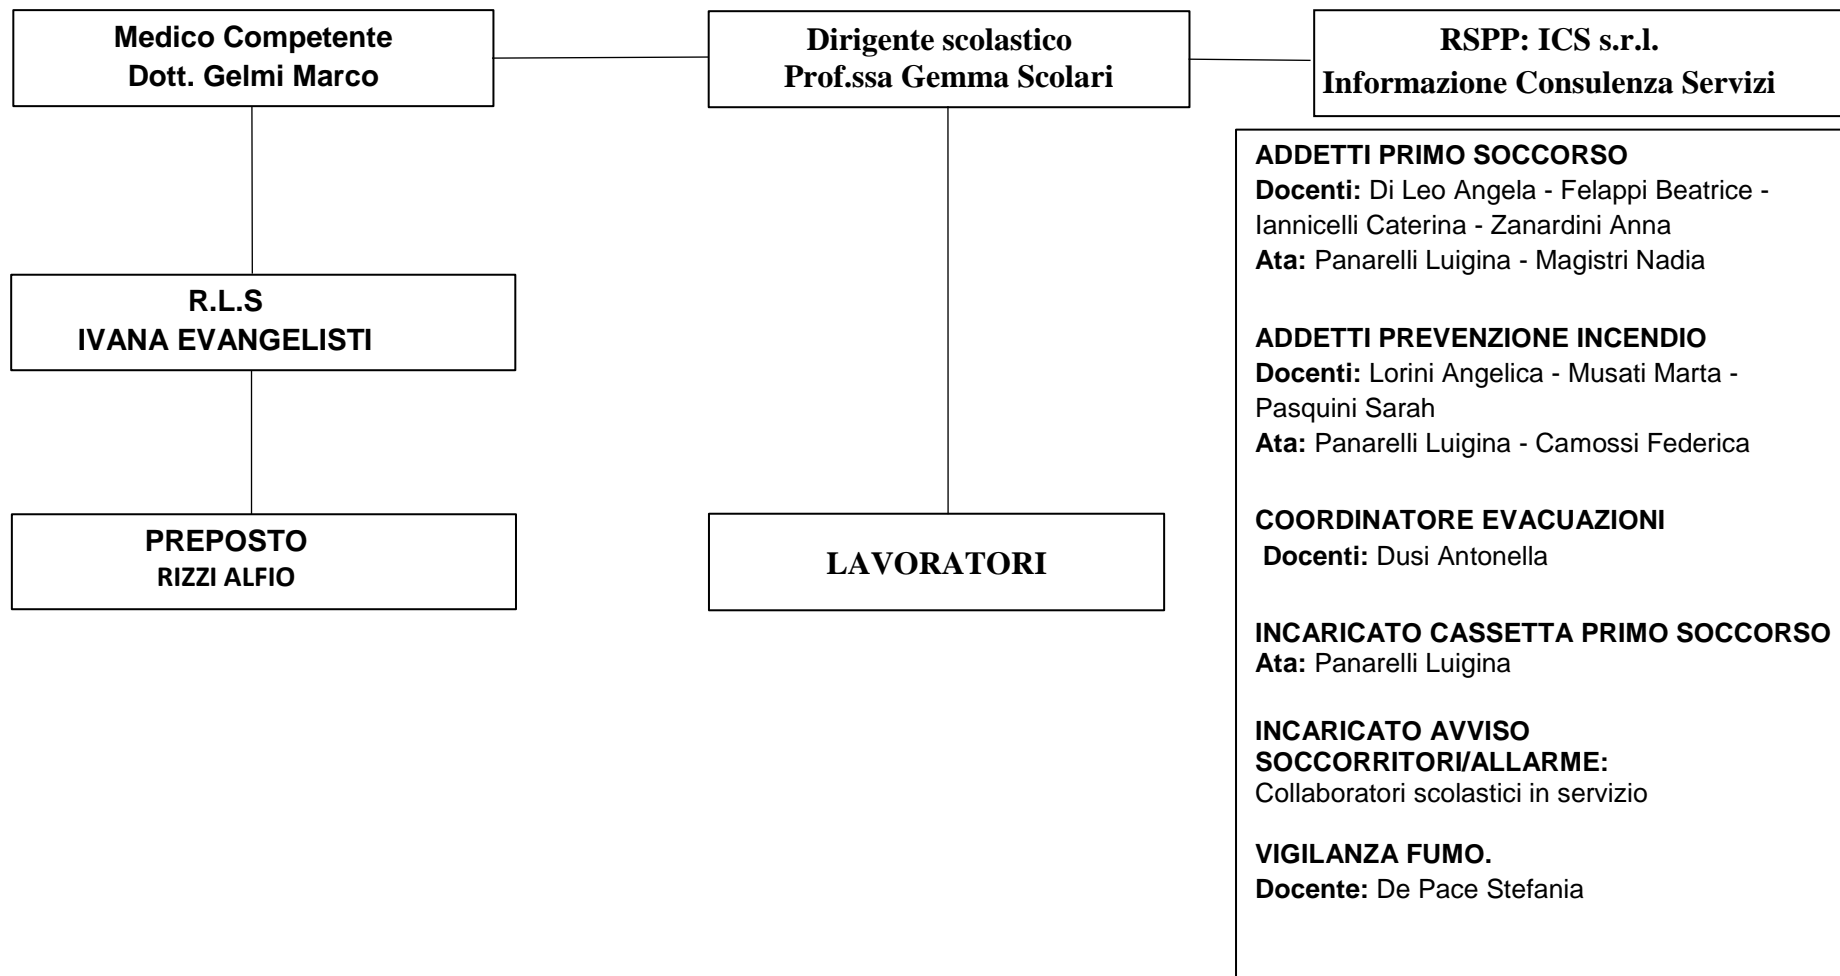 Medico Competente
Dott. Gelmi Marco
Dirigente scolastico
Prof.ssa Gemma Scolari
RSPP: ICS s.r.l.
Informazione Consulenza Servizi
R.L.S
IVANA EVANGELISTI
PREPOSTO
RIZZI ALFIO
LAVORATORI
ADDETTI PRIMO SOCCORSO
Docenti: Di Leo Angela - Felappi Beatrice -
Iannicelli Caterina - Zanardini Anna
Ata: Panarelli Luigina - Magistri Nadia
ADDETTI PREVENZIONE INCENDIO
Docenti: Lorini Angelica - Musati Marta -
Pasquini Sarah
Ata: Panarelli Luigina - Camossi Federica
COORDINATORE EVACUAZIONI
Docenti: Dusi Antonella
INCARICATO CASSETTA PRIMO SOCCORSO
Ata: Panarelli Luigina
INCARICATO AVVISO
SOCCORRITORI/ALLARME:
Collaboratori scolastici in servizio
VIGILANZA FUMO.
Docente: De Pace Stefania